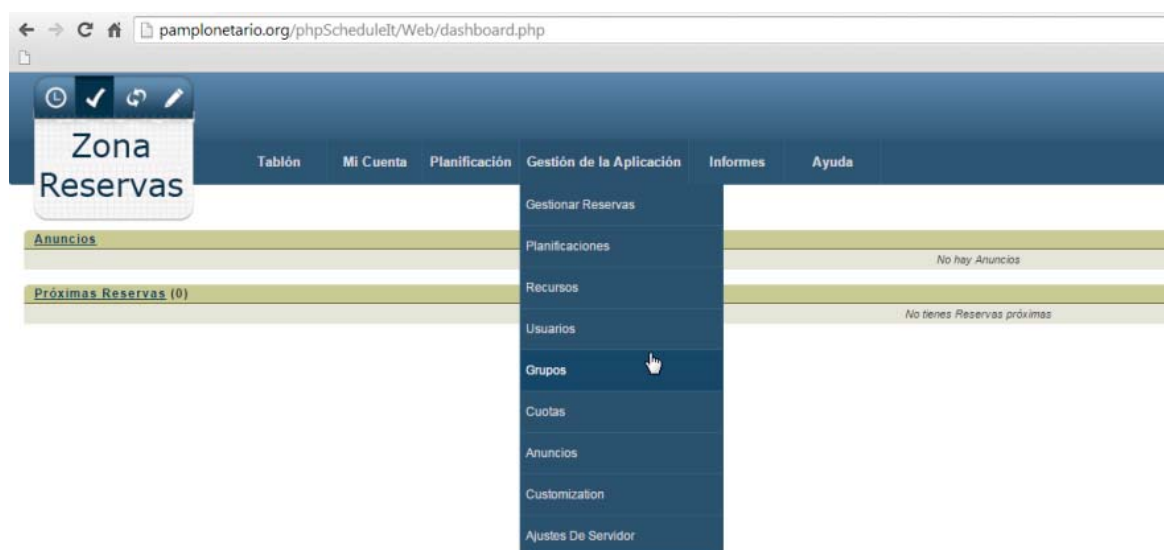 pamplonetario.org/phpScheduleIt/Web/dashboard.php
Zona
Reservas
Tablón Mi Cuenta Planificación Gestión de la Aplicación Informes Ayuda
Gestionar Reservas
Planificaciones
Recursos
Usuarios
Grupos
Cuotas
Anuncios
Customization
Ajustes De Servidor
Anuncios
No hay Anuncios
Próximas Reservas (0)
No tienes Reservas próximas